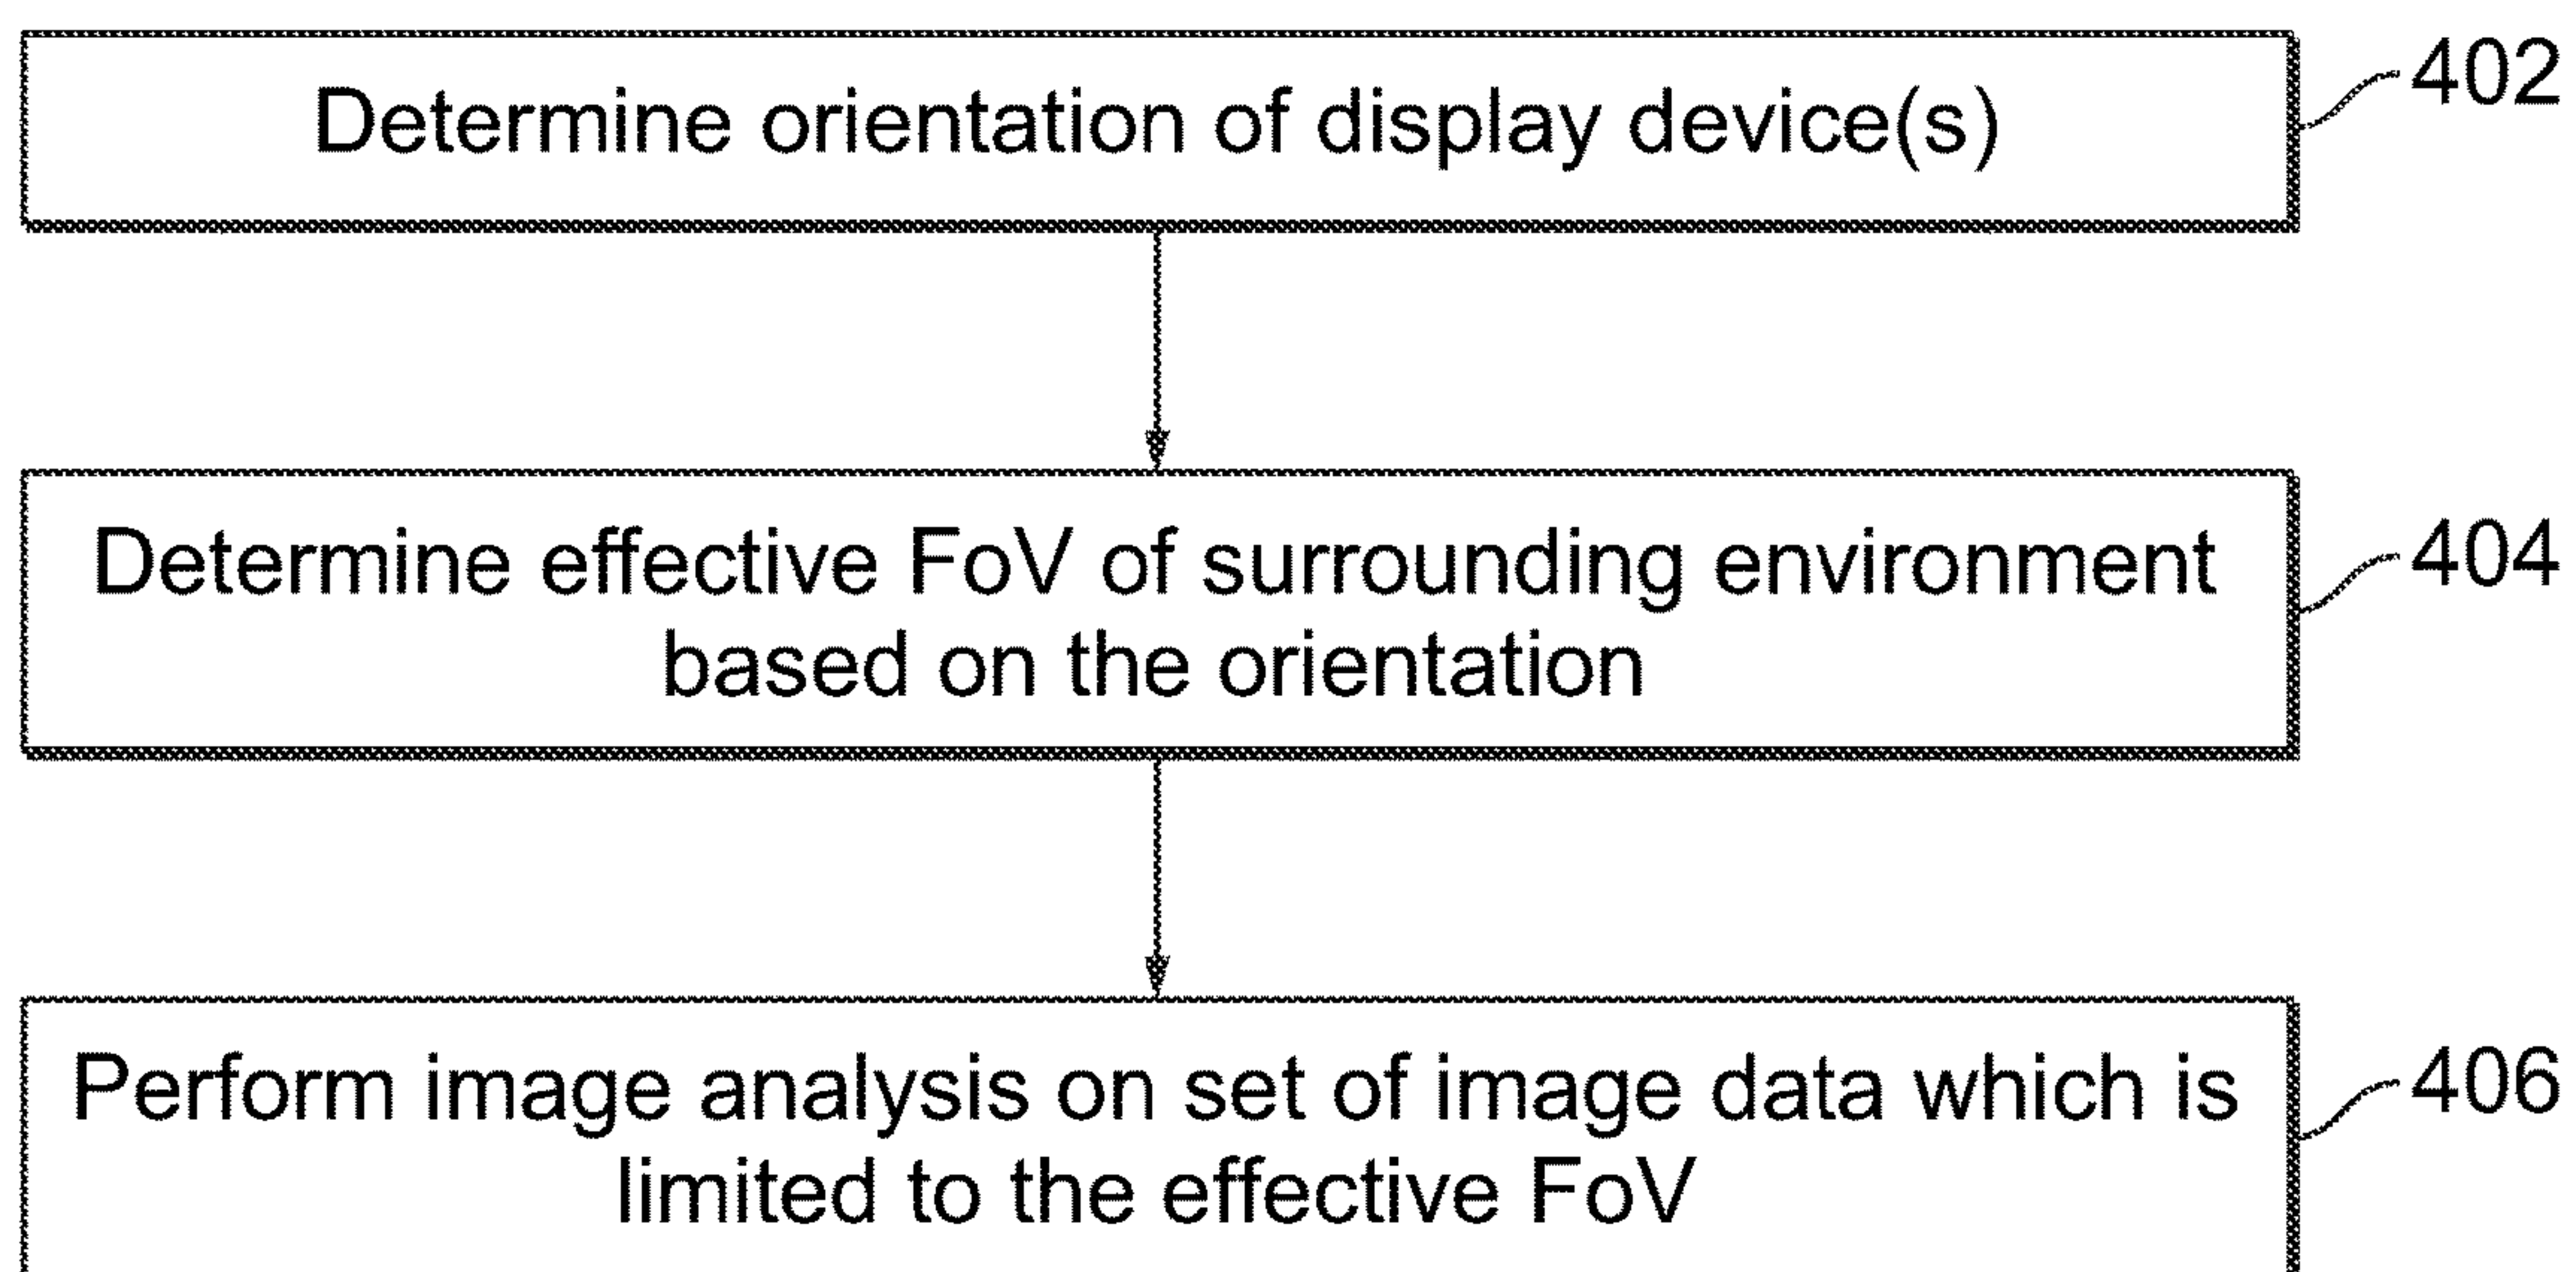 Determine orientation of display device(s)
402
Determine effective FoV of surrounding environment
based on the orientation
404
Perform image analysis on set of image data which is
limited to the effective FoV
406